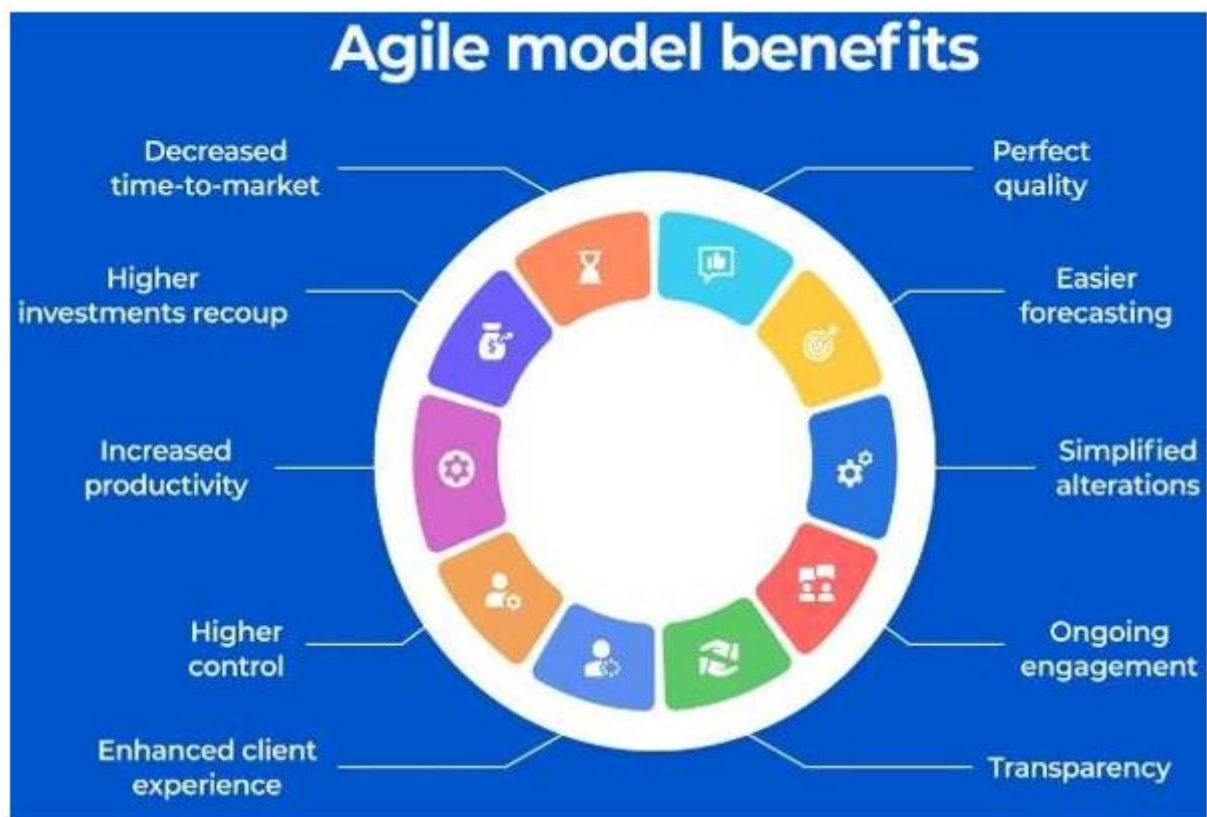 Agile model benefits
Decreased
time-to-market
Perfect
quality
Higher
investments recoup
Easier
forecasting
Increased
productivity
Simplified
alterations
Higher
control
Ongoing
engagement
Enhanced client
experience
Transparency